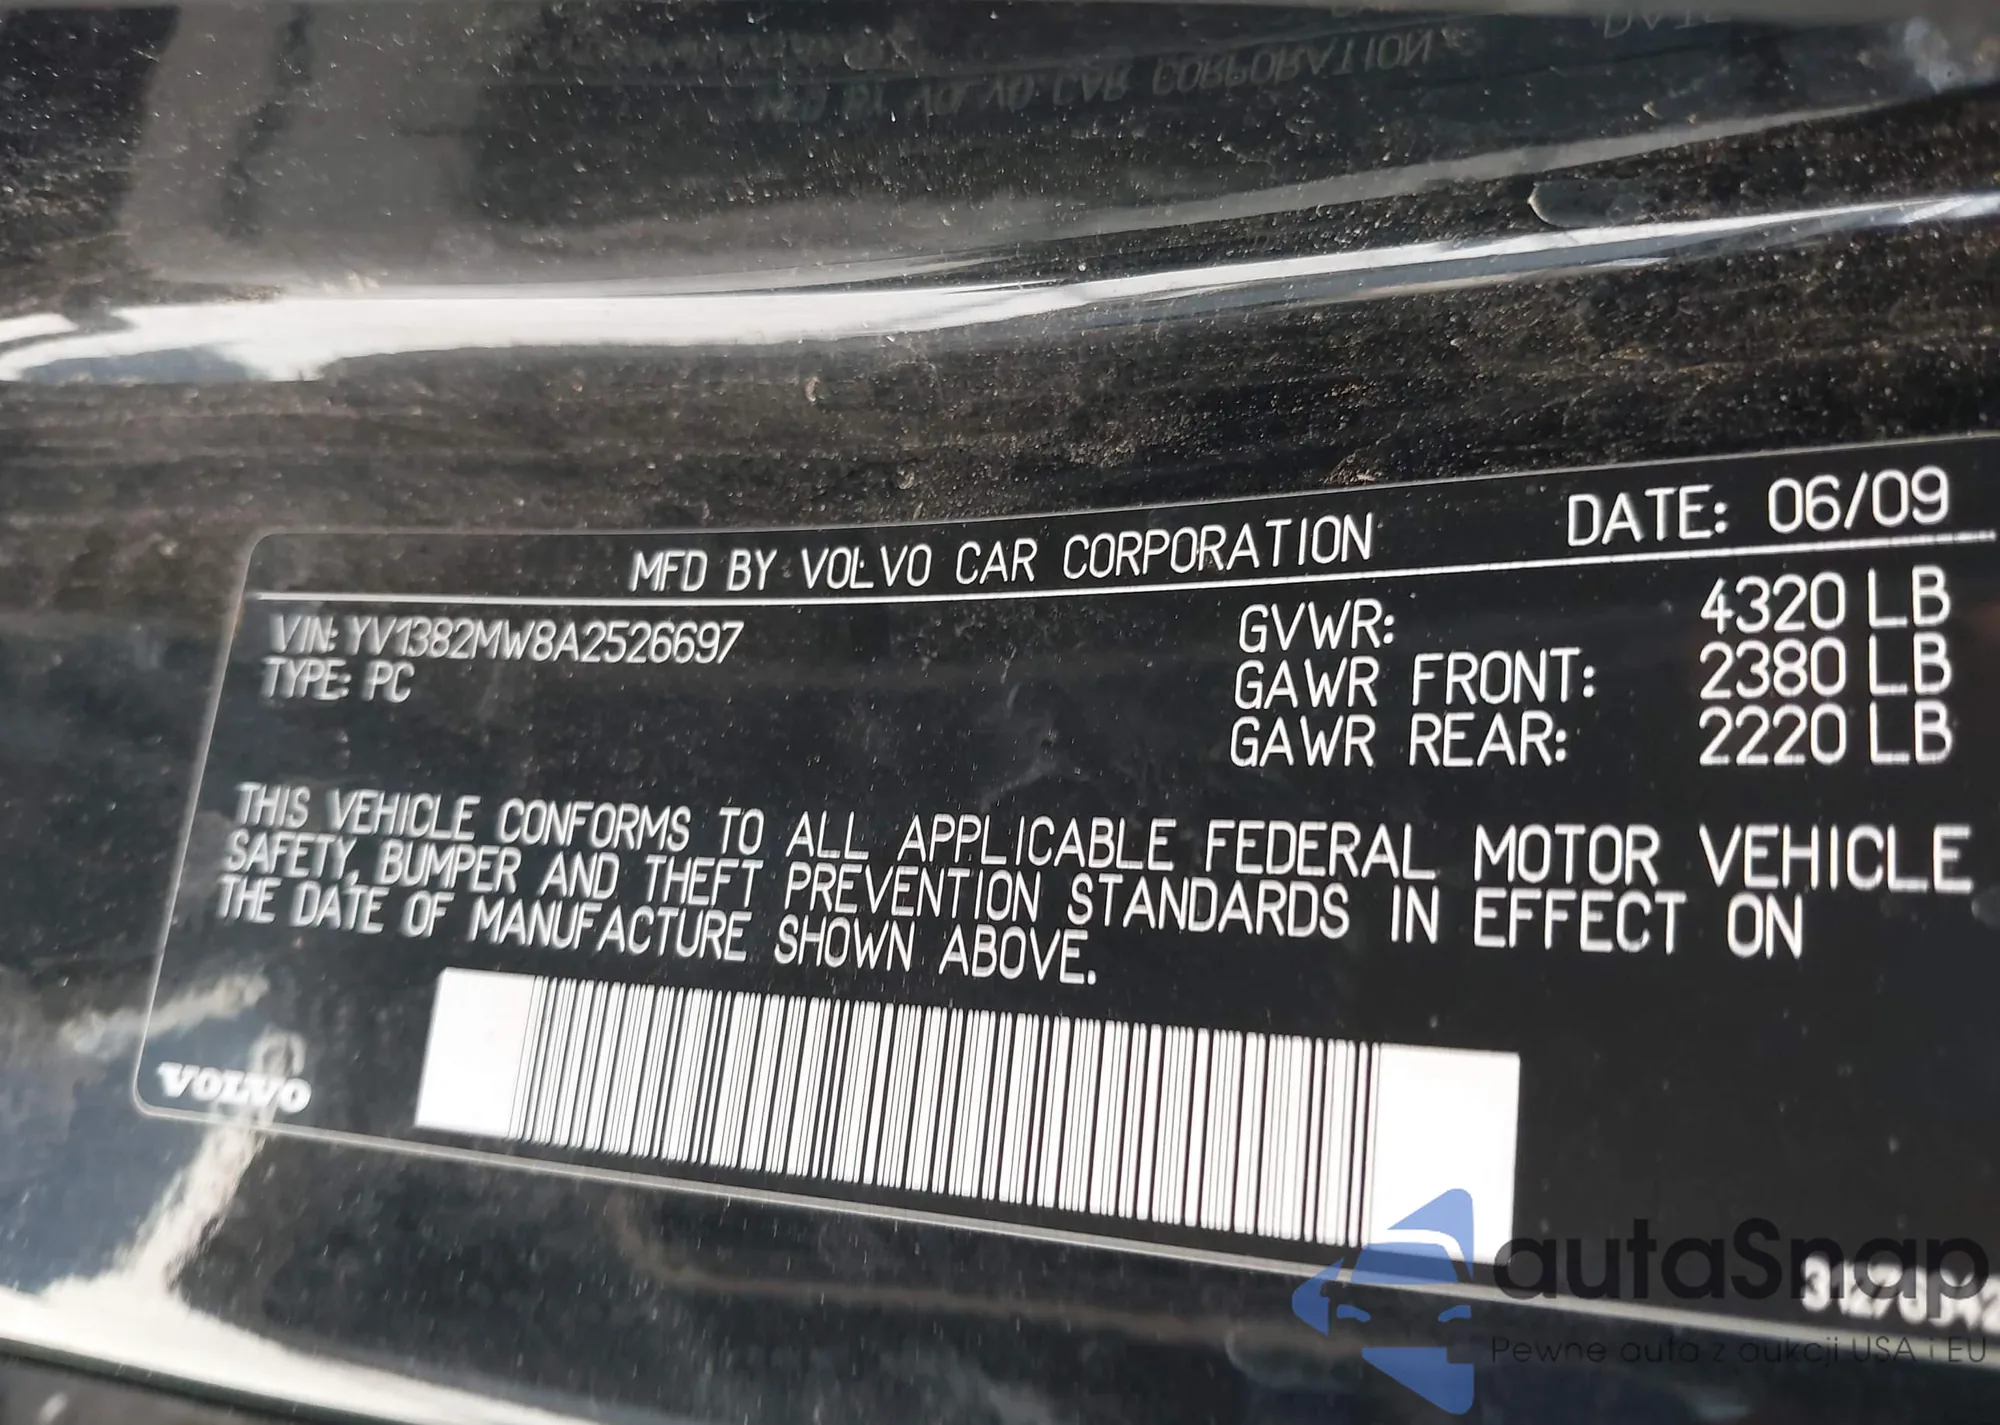 MFD BY VOLVO CAR CORPORATION
DATE: 06/09
VIN: YV1382MW8A2526697
TYPE: PC
GVWR: 4320 LB
GAWR FRONT: 2380 LB
GAWR REAR: 2220 LB
THIS VEHICLE CONFORMS TO ALL APPLICABLE FEDERAL MOTOR VEHICLE
SAFETY, BUMPER AND THEFT PREVENTION STANDARDS IN EFFECT ON
THE DATE OF MANUFACTURE SHOWN ABOVE.
VOLVO
autaSnap
Pewne auta z aukcji USA i EU